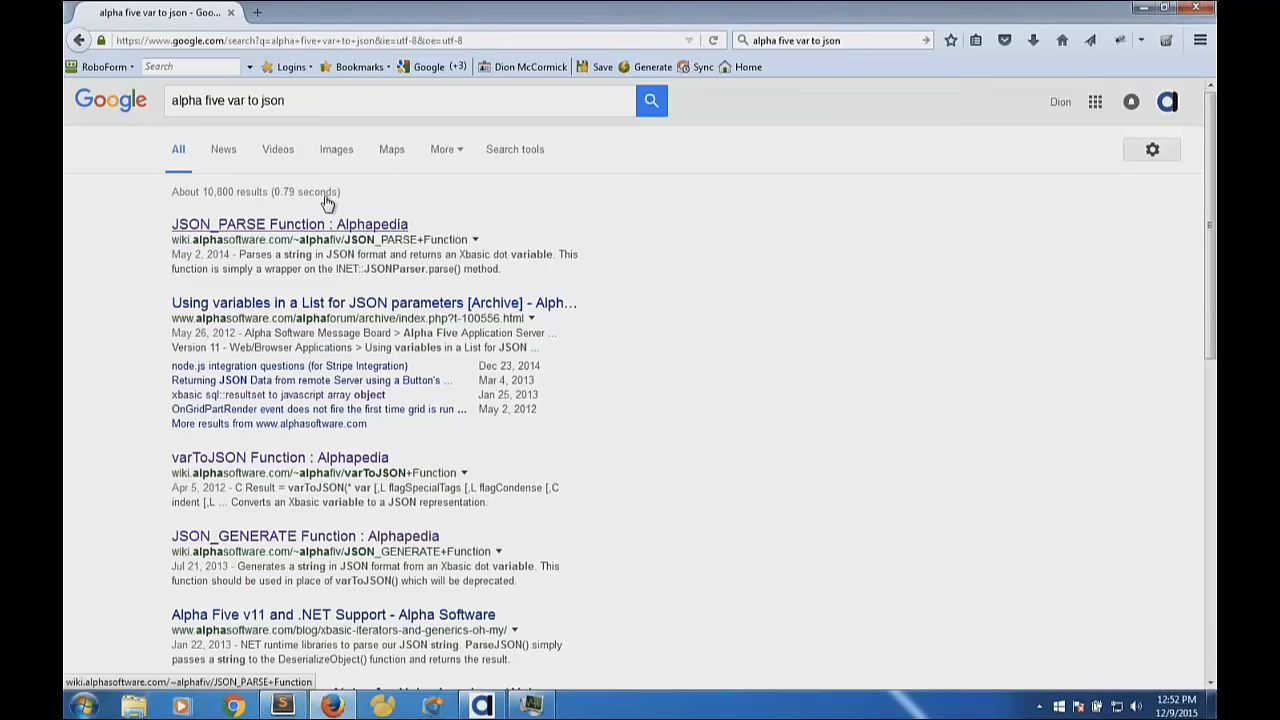 alpha five var to json - Goo...
https://www.google.com/search?q=alpha+five+var+to+json&ie=utf-8&oe=utf-8
alpha five var to json
RoboForm
Search
Logins
Bookmarks
Google (+3)
Dion McCormick
Save
Generate
Sync
Home
Google
alpha five var to json
Dion
All
News
Videos
Images
Maps
More
Search tools
About 10,800 results (0.79 seconds)
JSON_PARSE Function : Alphapedia
wiki.alphasoftware.com/~alphafiv/JSON_PARSE+Function
May 2, 2014 - Parses a string in JSON format and returns an Xbasic dot variable. This
function is simply a wrapper on the INET::JSONParser.parse() method.
Using variables in a List for JSON parameters [Archive] - Alph...
www.alphasoftware.com/alphaforum/archive/index.php?t-100556.html
May 26, 2012 - Alpha Software Message Board > Alpha Five Application Server ...
Version 11 - Web/Browser Applications > Using variables in a List for JSON ...
node.js integration questions (for Stripe Integration) Dec 23, 2014
Returning JSON Data from remote Server using a Button's ... Mar 4, 2013
xbasic sql::resultset to javascript array object Jan 25, 2013
OnGridPartRender event does not fire the first time grid is run ... May 2, 2012
More results from www.alphasoftware.com
varToJSON Function : Alphapedia
wiki.alphasoftware.com/~alphafiv/varToJSON+Function
Apr 5, 2012 - C Result = varToJSON(* var [,L flagSpecialTags [,L flagCondense [,C
indent [,L ... Converts an Xbasic variable to a JSON representation.
JSON_GENERATE Function : Alphapedia
wiki.alphasoftware.com/~alphafiv/JSON_GENERATE+Function
Jul 21, 2013 - Generates a string in JSON format from an Xbasic dot variable. This
function should be used in place of varToJSON() which will be deprecated.
Alpha Five v11 and .NET Support - Alpha Software
www.alphasoftware.com/blog/xbasic-iterators-and-generics-oh-my/
Jan 22, 2013 - .NET runtime libraries to parse our JSON string. ParseJSON() simply
passes a string to the DeserializeObject() function and returns the result.
wiki.alphasoftware.com/~alphafiv/JSON_PARSE+Function
12:52 PM
12/9/2015